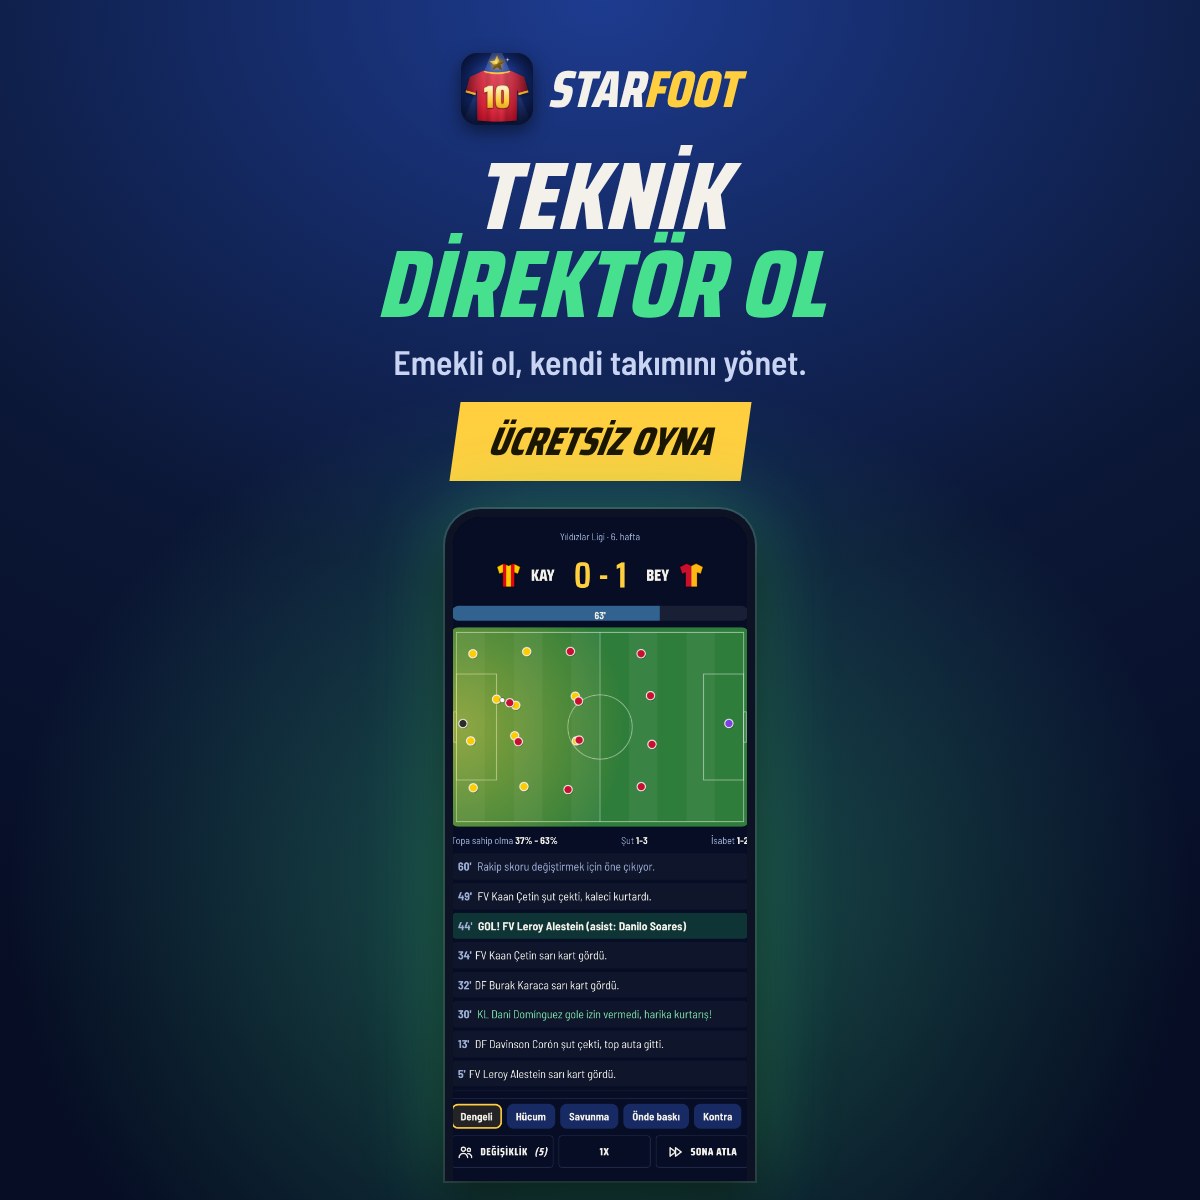 10
STARFOOT
TEKNİK
DİREKTÖR OL
Emekli ol, kendi takımını yönet.
ÜCRETSİZ OYNA
Yıldızlar Ligi · 6. hafta
KAY 0 - 1 BEY
63'
Topa sahip olma 37% - 63% Şut 1-3 İsabet 1-2
60' Rakip skoru değiştirmek için öne çıkıyor.
49' FV Kaan Çetin şut çekti, kaleci kurtardı.
44' GOL! FV Leroy Alestein (asist: Danilo Soares)
34' FV Kaan Çetin sarı kart gördü.
32' DF Burak Karaca sarı kart gördü.
30' KL Dani Domínguez gole izin vermedi, harika kurtarış!
13' DF Davinson Corón şut çekti, top auta gitti.
5' FV Leroy Alestein sarı kart gördü.
Dengeli Hücum Savunma Önde baskı Kontra
DEĞİŞİKLİK (5) 1X SONA ATLA